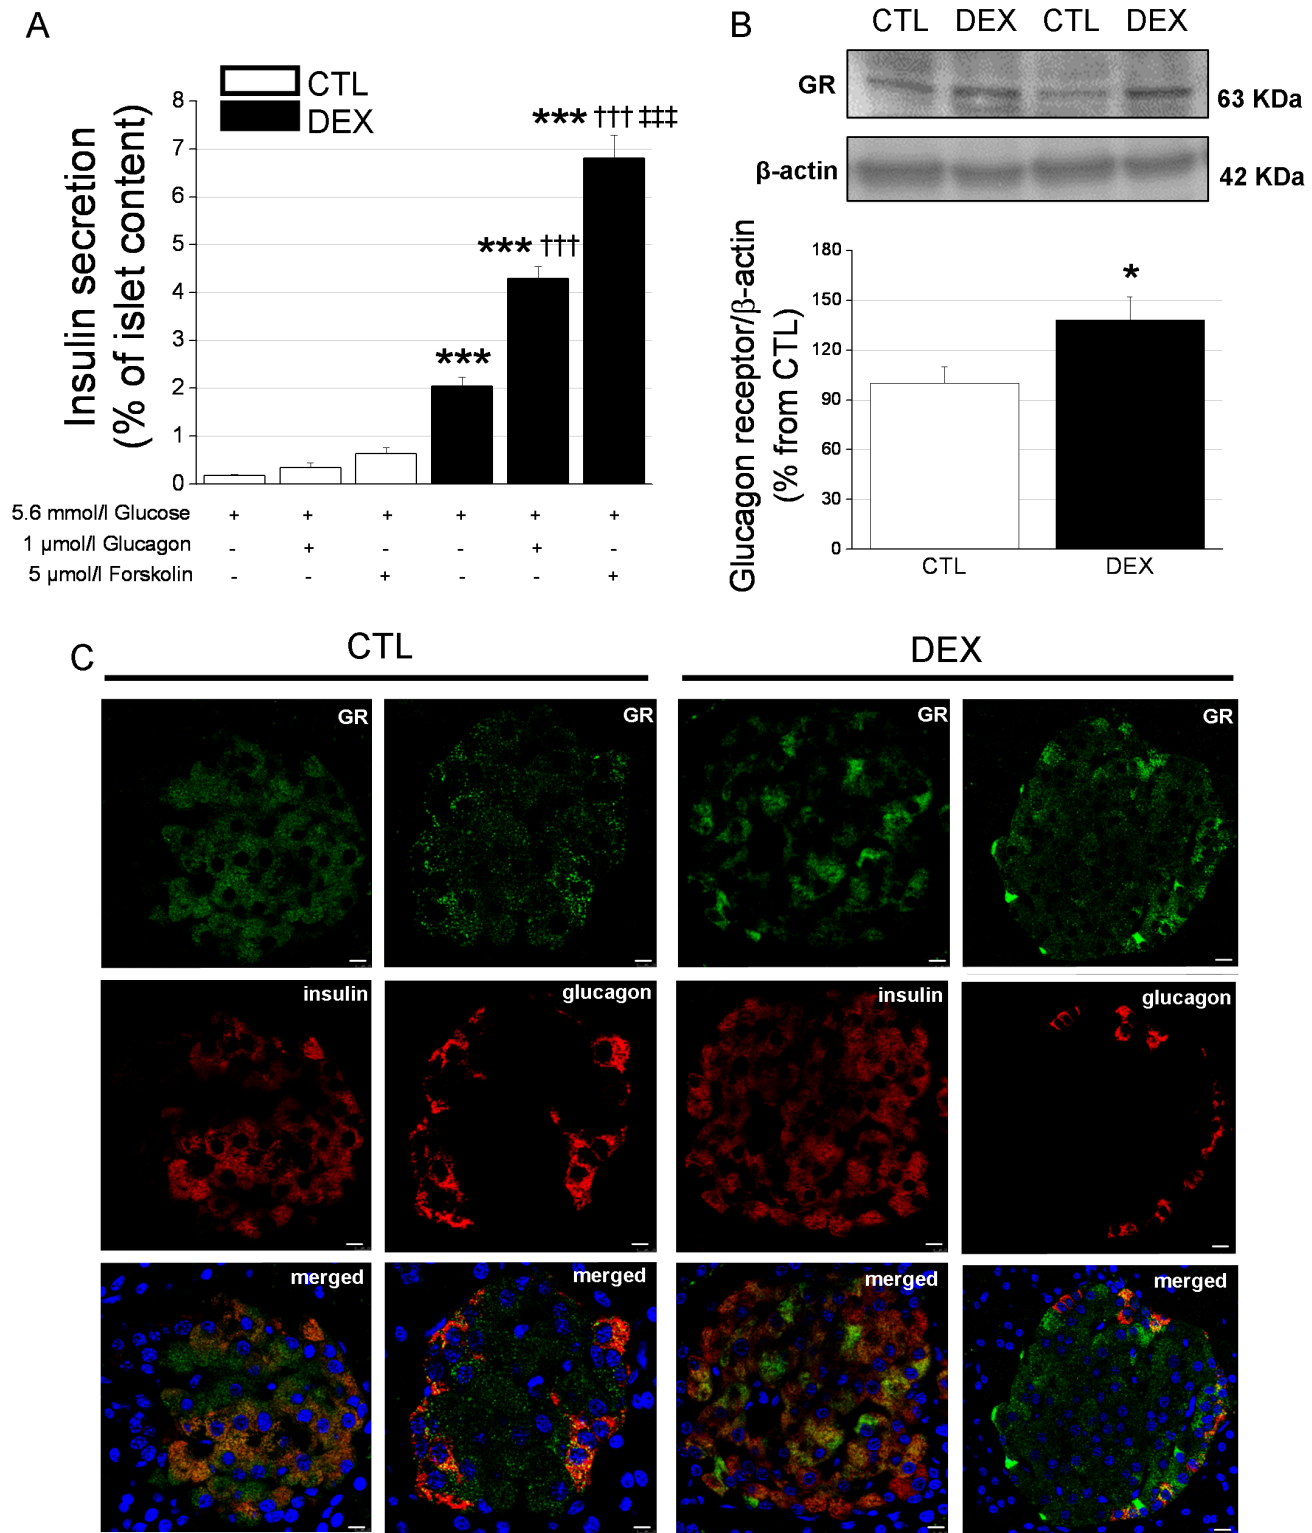 A
CTL
DEX
Insulin secretion
(% of islet content)
8
7
6
5
4
3
2
1
0
*** ††† ‡‡‡
*** †††
***
5.6 mmol/l Glucose + + + + + +
1 µmol/l Glucagon - + - - + -
5 µmol/l Forskolin - - + - - +
B
CTL DEX CTL DEX
GR 63 KDa
β-actin 42 KDa
Glucagon receptor/β-actin
(% from CTL)
180
150
120
90
60
30
0
*
CTL DEX
C
CTL DEX
GR GR GR GR
insulin glucagon insulin glucagon
merged merged merged merged